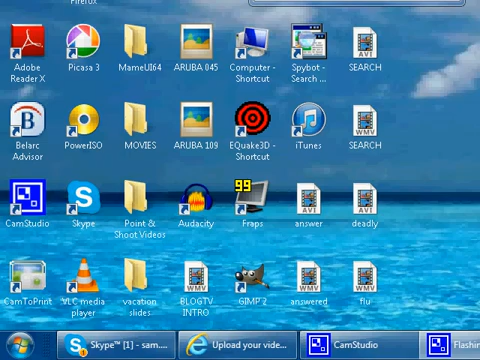 Firefox
Adobe Reader X
Picasa 3
MameUI64
ARUBA 045
Computer - Shortcut
Spybot - Search ...
AVI
SEARCH
Belarc Advisor
PowerISO
MOVIES
ARUBA 109
EQuake3D - Shortcut
iTunes
WMV
SEARCH
CamStudio
Skype
Point & Shoot Videos
Audacity
99
Fraps
AVI
answer
AVI
deadly
CamToPrint
VLC media player
vacation slides
WMV
BLOGTV INTRO
GIMP 2
WMV
answered
WMV
flu
Skype™ [1] - sam....
Upload your vide...
CamStudio
Flashin